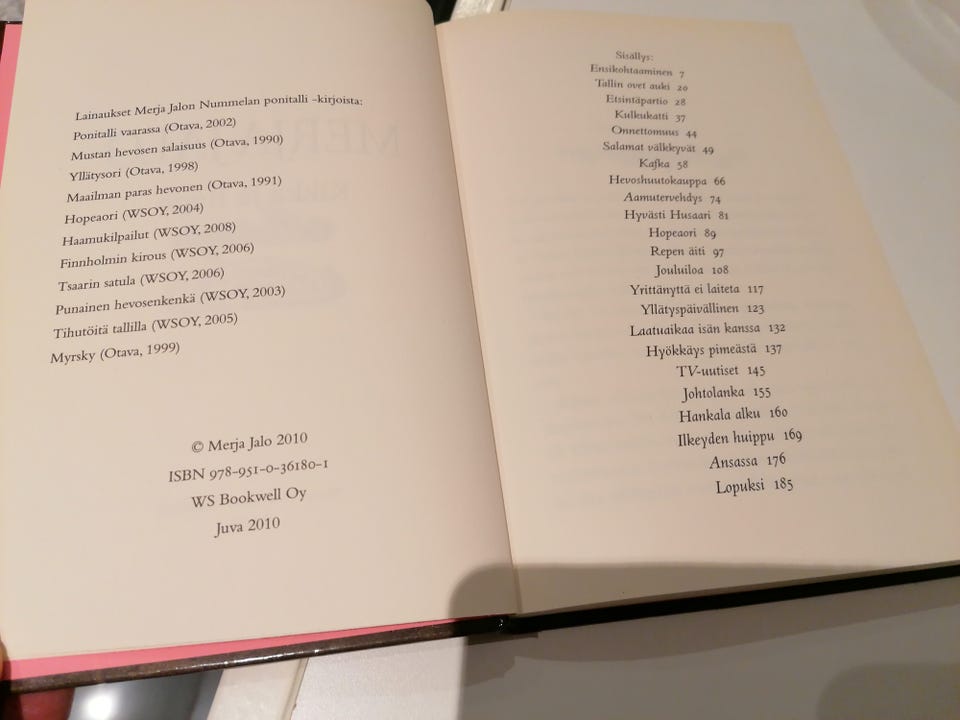 Lainaukset Merja Jalon Nummelan ponitalli -kirjoista:
Ponitalli vaarassa (Otava, 2002)
Mustan hevosen salaisuus (Otava, 1990)
Yllätysori (Otava, 1998)
Maailman paras hevonen (Otava, 1991)
Hopeaori (WSOY, 2004)
Haamukilpailut (WSOY, 2008)
Finnholmin kirous (WSOY, 2006)
Tsaarin satula (WSOY, 2006)
Punainen hevosenkenkä (WSOY, 2003)
Tihutöitä tallilla (WSOY, 2005)
Myrsky (Otava, 1999)
© Merja Jalo 2010
ISBN 978-951-0-36180-1
WS Bookwell Oy
Juva 2010
Sisällys:
Ensikohtaaminen 7
Tallin ovet auki 20
Etsintäpartio 28
Kulkukatti 37
Onnettomuus 44
Salamat välkkyvät 49
Kafka 58
Hevoshuutokauppa 66
Aamutervehdys 74
Hyvästi Husaari 81
Hopeaori 89
Repen äiti 97
Jouluiloa 108
Yrittänyttä ei laiteta 117
Yllätyspäivällinen 123
Laatuaikaa isän kanssa 132
Hyökkäys pimeästä 137
TV-uutiset 145
Johtolanka 155
Hankala alku 160
Ilkeyden huippu 169
Ansassa 176
Lopuksi 185